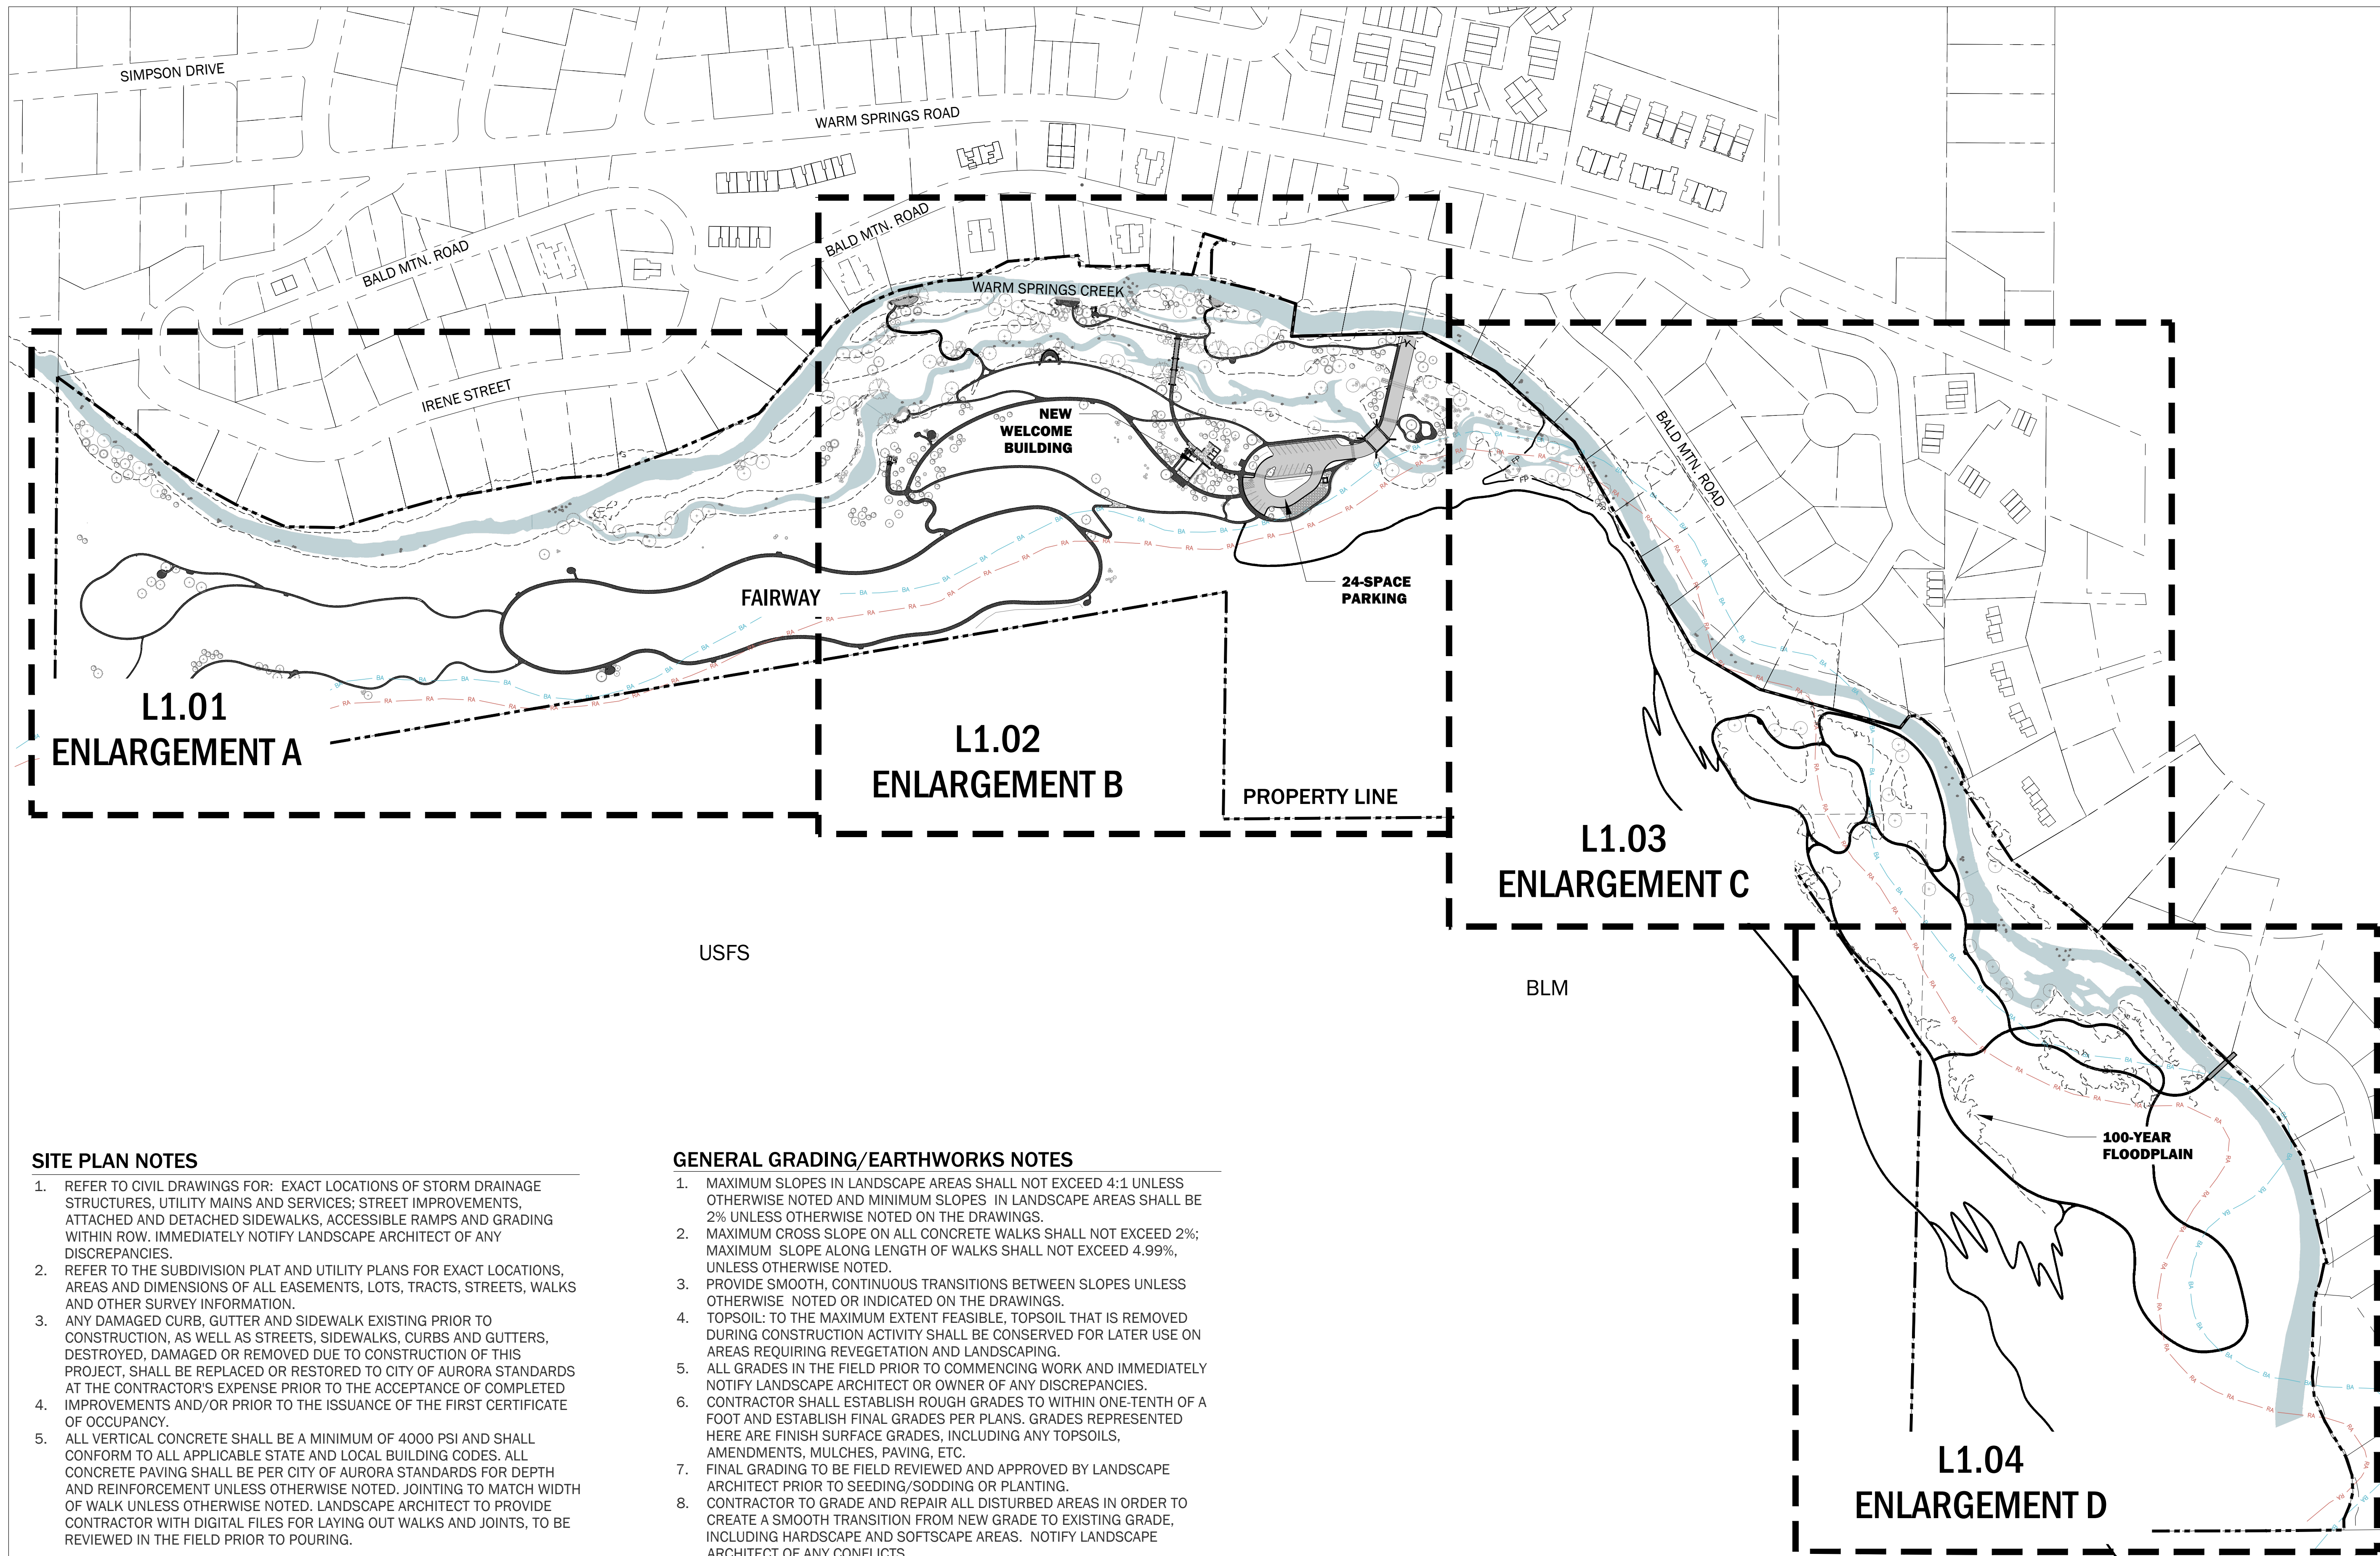 SIMPSON DRIVE
WARM SPRINGS ROAD
BALD MTN. ROAD
BALD MTN. ROAD
WARM SPRINGS CREEK
IRENE STREET
NEW
WELCOME
BUILDING
BALD MTN. ROAD
24-SPACE
PARKING
FAIRWAY
L1.01
ENLARGEMENT A
L1.02
ENLARGEMENT B
PROPERTY LINE
L1.03
ENLARGEMENT C
USFS
BLM
100-YEAR
FLOODPLAIN
L1.04
ENLARGEMENT D
SITE PLAN NOTES
1. REFER TO CIVIL DRAWINGS FOR: EXACT LOCATIONS OF STORM DRAINAGE
STRUCTURES, UTILITY MAINS AND SERVICES; STREET IMPROVEMENTS,
ATTACHED AND DETACHED SIDEWALKS, ACCESSIBLE RAMPS AND GRADING
WITHIN ROW. IMMEDIATELY NOTIFY LANDSCAPE ARCHITECT OF ANY
DISCREPANCIES.
2. REFER TO THE SUBDIVISION PLAT AND UTILITY PLANS FOR EXACT LOCATIONS,
AREAS AND DIMENSIONS OF ALL EASEMENTS, LOTS, TRACTS, STREETS, WALKS
AND OTHER SURVEY INFORMATION.
3. ANY DAMAGED CURB, GUTTER AND SIDEWALK EXISTING PRIOR TO
CONSTRUCTION, AS WELL AS STREETS, SIDEWALKS, CURBS AND GUTTERS,
DESTROYED, DAMAGED OR REMOVED DUE TO CONSTRUCTION OF THIS
PROJECT, SHALL BE REPLACED OR RESTORED TO CITY OF AURORA STANDARDS
AT THE CONTRACTOR'S EXPENSE PRIOR TO THE ACCEPTANCE OF COMPLETED
4. IMPROVEMENTS AND/OR PRIOR TO THE ISSUANCE OF THE FIRST CERTIFICATE
OF OCCUPANCY.
5. ALL VERTICAL CONCRETE SHALL BE A MINIMUM OF 4000 PSI AND SHALL
CONFORM TO ALL APPLICABLE STATE AND LOCAL BUILDING CODES. ALL
CONCRETE PAVING SHALL BE PER CITY OF AURORA STANDARDS FOR DEPTH
AND REINFORCEMENT UNLESS OTHERWISE NOTED. JOINTING TO MATCH WIDTH
OF WALK UNLESS OTHERWISE NOTED. LANDSCAPE ARCHITECT TO PROVIDE
CONTRACTOR WITH DIGITAL FILES FOR LAYING OUT WALKS AND JOINTS, TO BE
REVIEWED IN THE FIELD PRIOR TO POURING.
GENERAL GRADING/EARTHWORKS NOTES
1. MAXIMUM SLOPES IN LANDSCAPE AREAS SHALL NOT EXCEED 4:1 UNLESS
OTHERWISE NOTED AND MINIMUM SLOPES IN LANDSCAPE AREAS SHALL BE
2% UNLESS OTHERWISE NOTED ON THE DRAWINGS.
2. MAXIMUM CROSS SLOPE ON ALL CONCRETE WALKS SHALL NOT EXCEED 2%;
MAXIMUM SLOPE ALONG LENGTH OF WALKS SHALL NOT EXCEED 4.99%,
UNLESS OTHERWISE NOTED.
3. PROVIDE SMOOTH, CONTINUOUS TRANSITIONS BETWEEN SLOPES UNLESS
OTHERWISE NOTED OR INDICATED ON THE DRAWINGS.
4. TOPSOIL: TO THE MAXIMUM EXTENT FEASIBLE, TOPSOIL THAT IS REMOVED
DURING CONSTRUCTION ACTIVITY SHALL BE CONSERVED FOR LATER USE ON
AREAS REQUIRING REVEGETATION AND LANDSCAPING.
5. ALL GRADES IN THE FIELD PRIOR TO COMMENCING WORK AND IMMEDIATELY
NOTIFY LANDSCAPE ARCHITECT OR OWNER OF ANY DISCREPANCIES.
6. CONTRACTOR SHALL ESTABLISH ROUGH GRADES TO WITHIN ONE-TENTH OF A
FOOT AND ESTABLISH FINAL GRADES PER PLANS. GRADES REPRESENTED
HERE ARE FINISH SURFACE GRADES, INCLUDING ANY TOPSOILS,
AMENDMENTS, MULCHES, PAVING, ETC.
7. FINAL GRADING TO BE FIELD REVIEWED AND APPROVED BY LANDSCAPE
ARCHITECT PRIOR TO SEEDING/SODDING OR PLANTING.
8. CONTRACTOR TO GRADE AND REPAIR ALL DISTURBED AREAS IN ORDER TO
CREATE A SMOOTH TRANSITION FROM NEW GRADE TO EXISTING GRADE,
INCLUDING HARDSCAPE AND SOFTSCAPE AREAS. NOTIFY LANDSCAPE
ARCHITECT OF ANY CONFLICTS